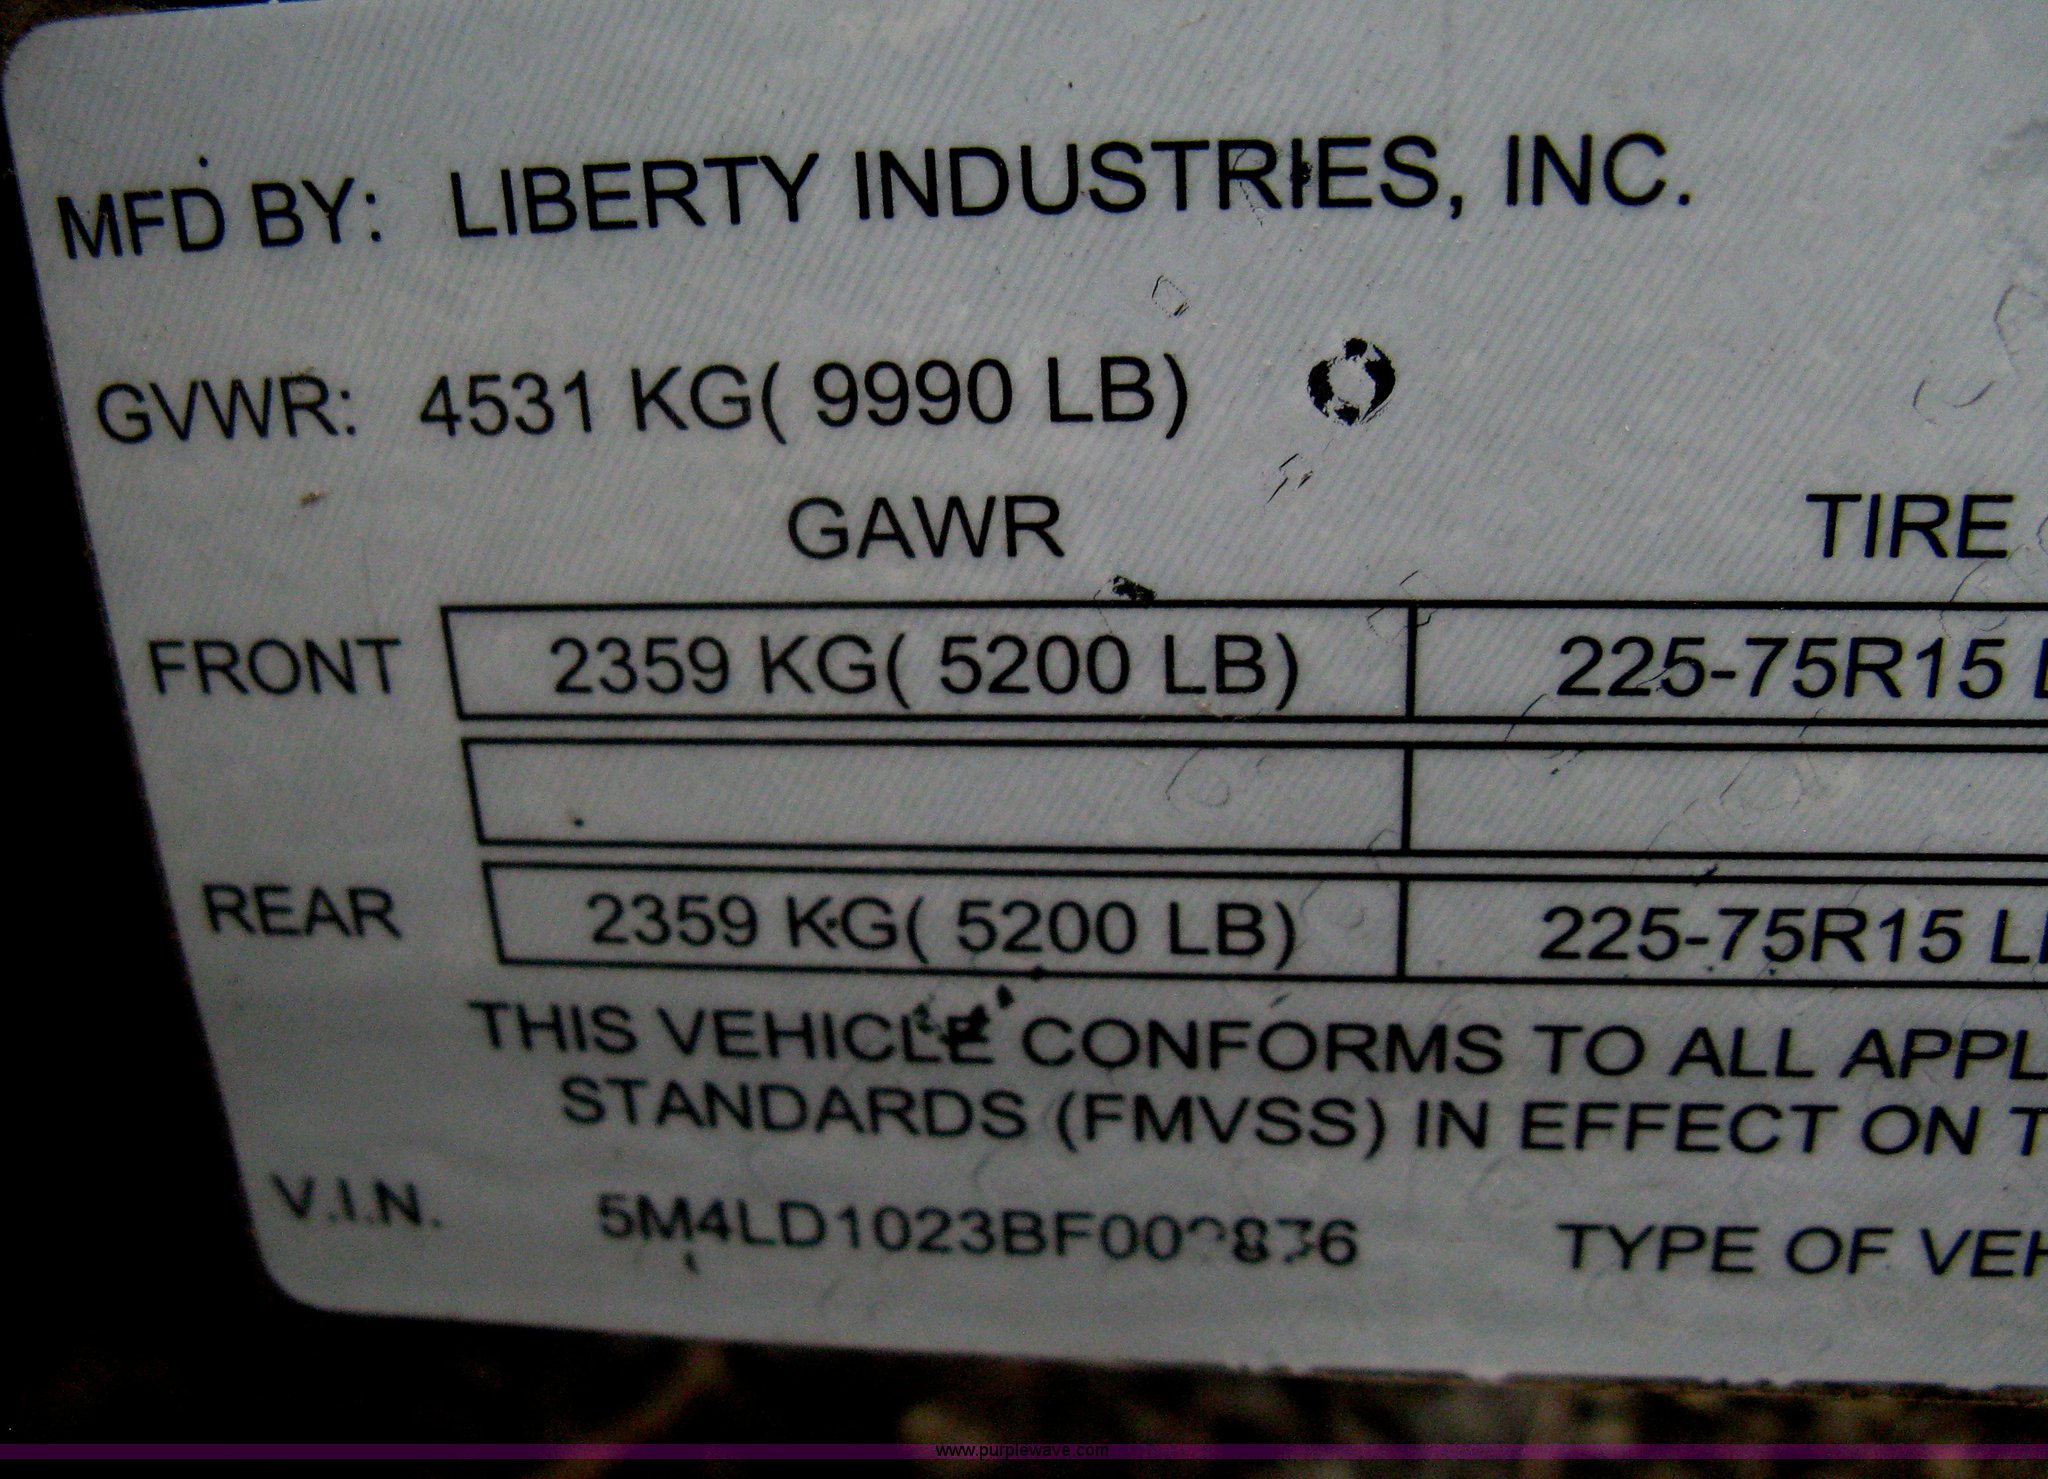 MFD BY: LIBERTY INDUSTRIES, INC.
GVWR: 4531 KG( 9990 LB)
GAWR TIRE
FRONT 2359 KG( 5200 LB) 225-75R15
REAR 2359 KG( 5200 LB) 225-75R15
THIS VEHICLE CONFORMS TO ALL APPL
STANDARDS (FMVSS) IN EFFECT ON T
V.I.N. TYPE OF VEH
www.purplewave.com